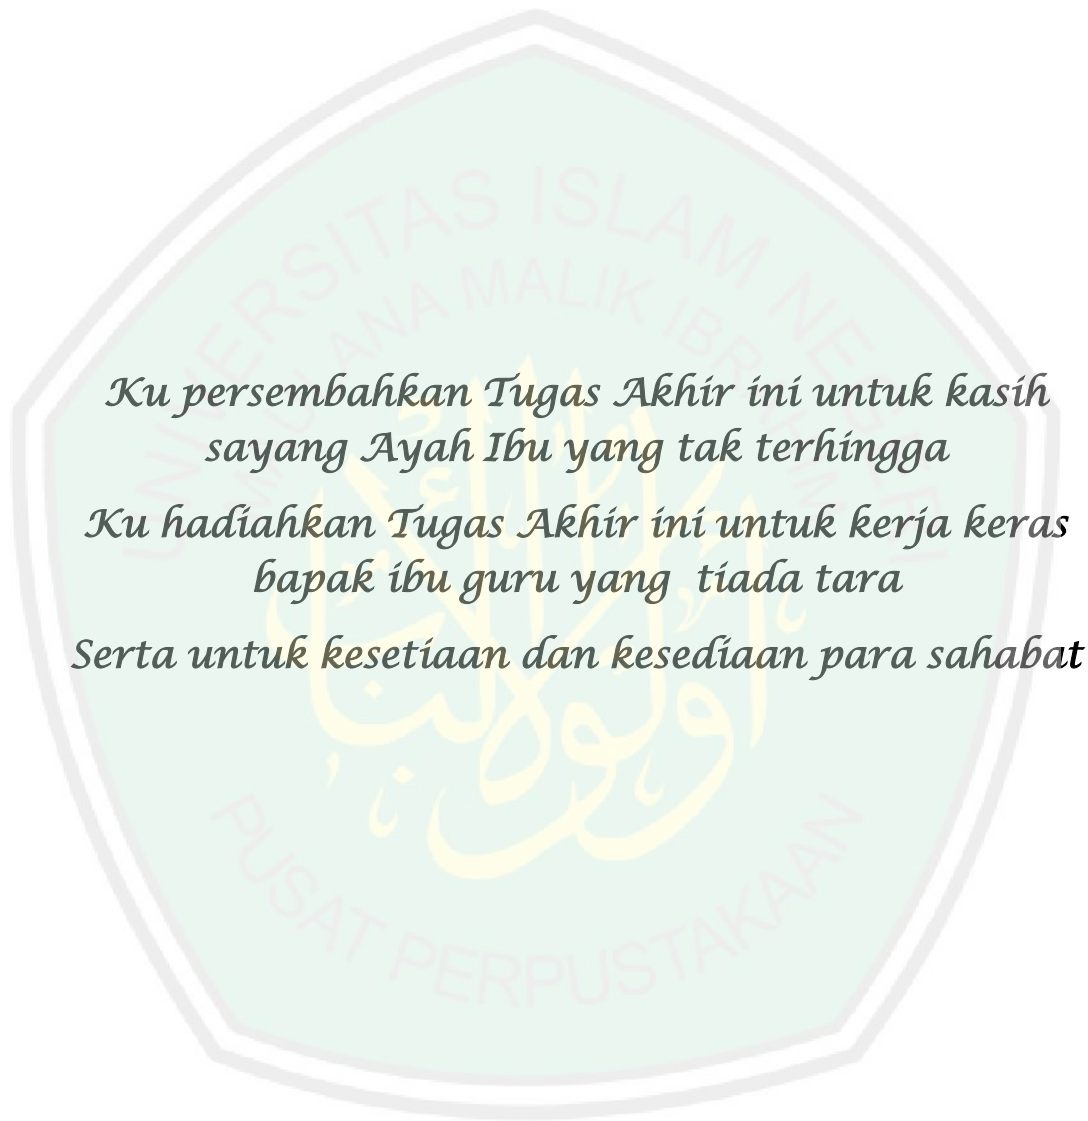 UNIVERSITAS ISLAM NEGERI
MAULANA MALIK IBRAHIM
Ku persembahkan Tugas Akhir ini untuk kasih
sayang Ayah Ibu yang tak terhingga
Ku hadiahkan Tugas Akhir ini untuk kerja keras
bapak ibu guru yang tiada tara
Serta untuk kesetiaan dan kesediaan para sahabat
PUSAT PERPUSTAKAAN